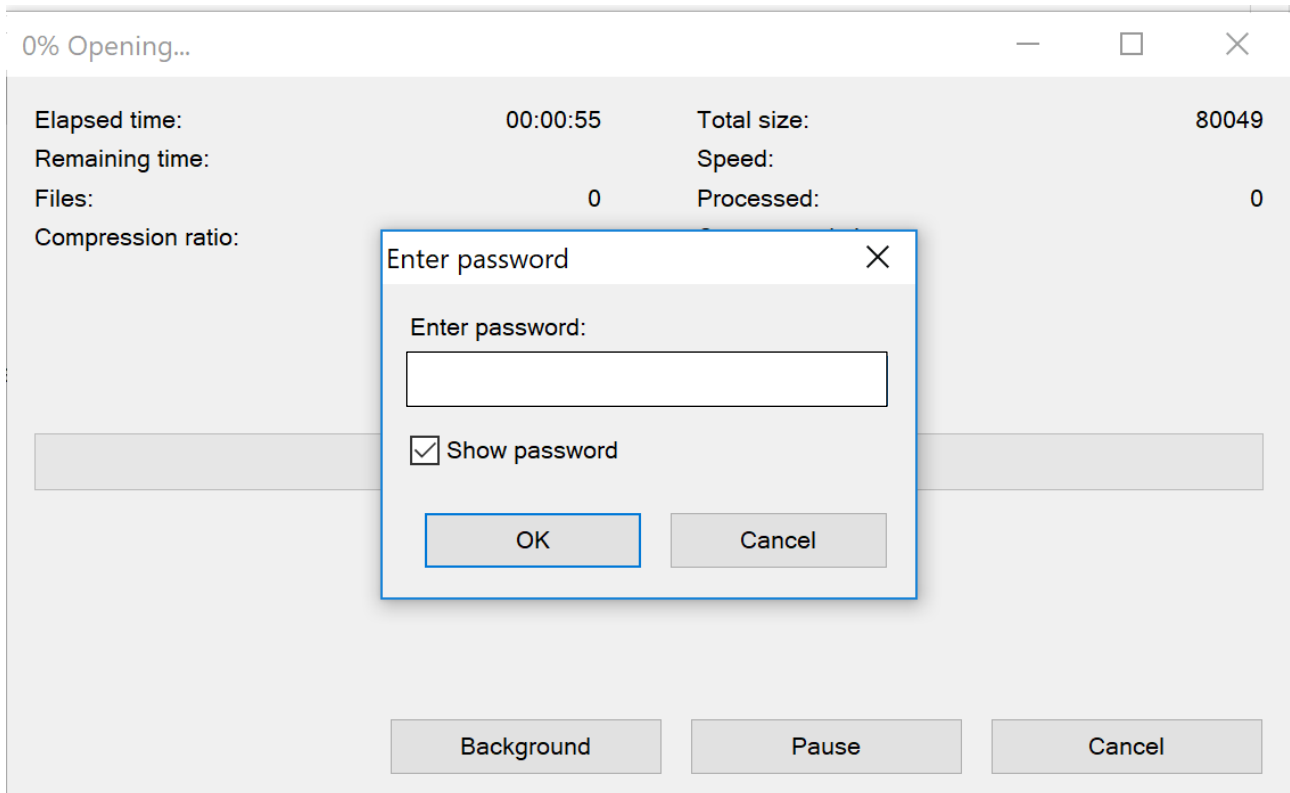 0% Opening...
Elapsed time: 00:00:55 Total size: 80049
Remaining time: Speed:
Files: 0 Processed: 0
Compression ratio:
Enter password
Enter password:
Show password
OK Cancel
Background Pause Cancel